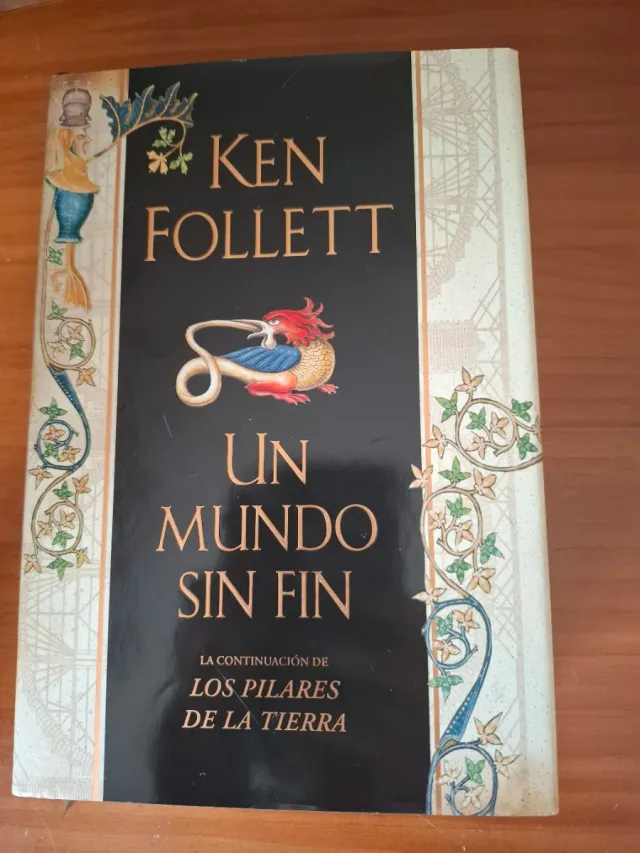 KEN
FOLLETT
UN
MUNDO
SIN FIN
LA CONTINUACIÓN DE
LOS PILARES
DE LA TIERRA